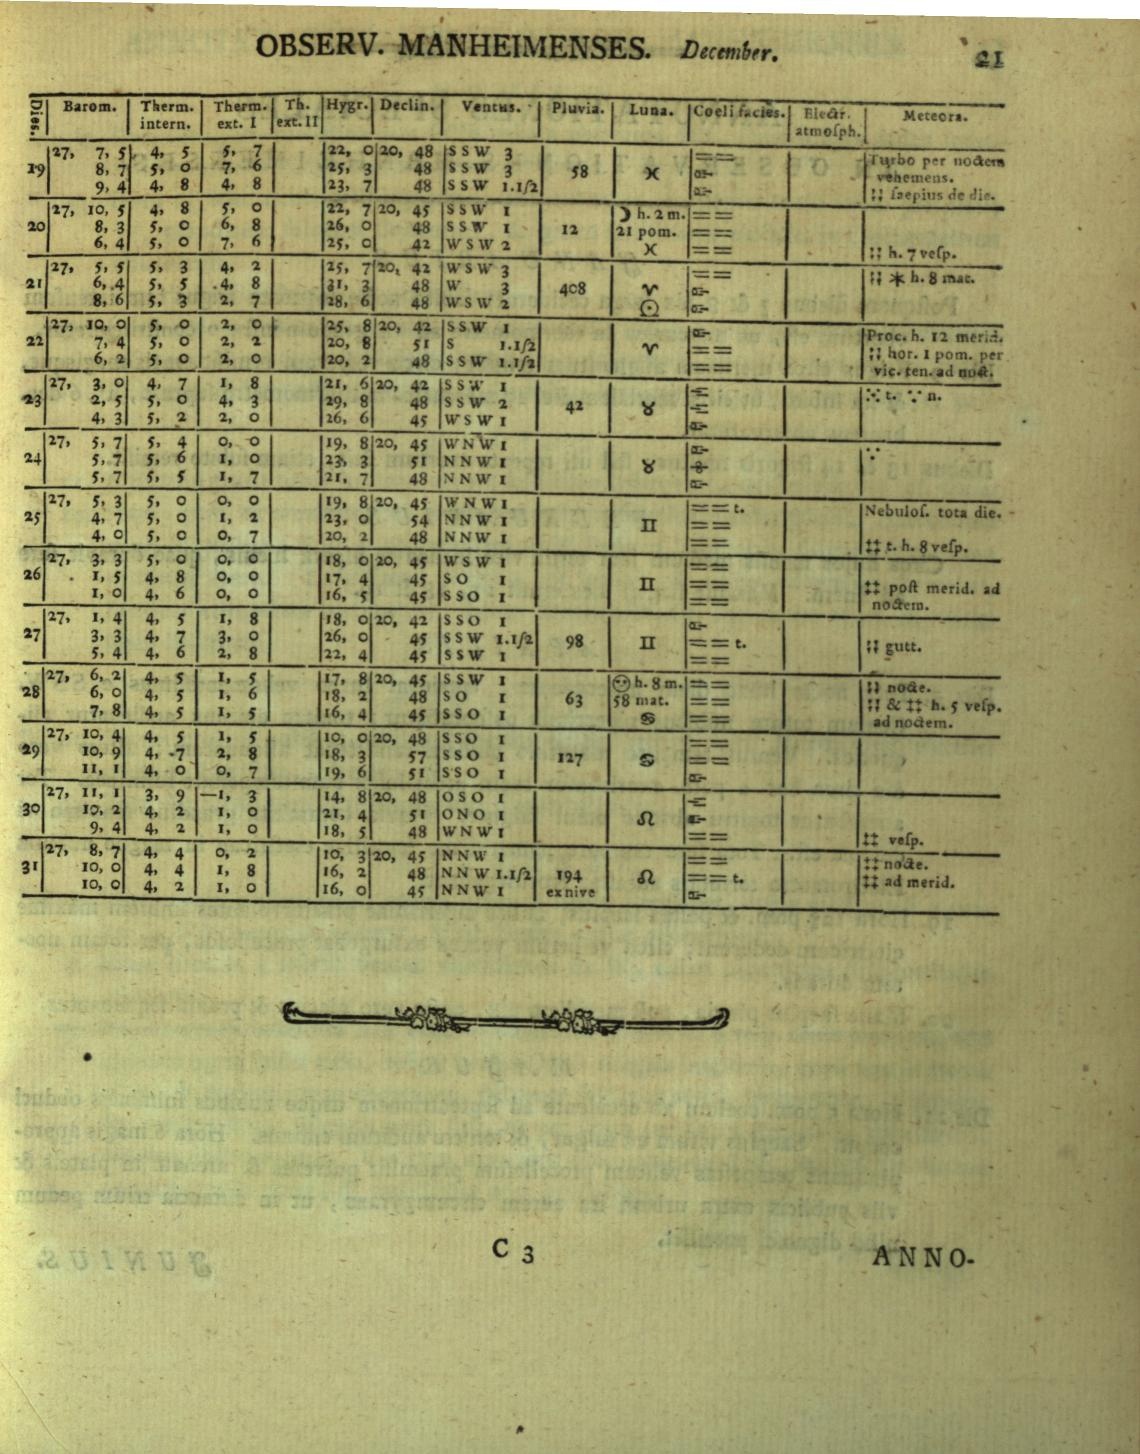 OBSERV. MANHEIMENSES. December. 21
Dies. Barom. Therm. intern. Therm. ext. I Th. ext. II Hygr. Declin. Ventus. Pluvia. Luna. Coeli facies. Electr. atmoſph. Meteora.
19 27, 7, 5 4, 5 5, 7 22, 0 20, 48 SSW 3 == Turbo per noctem
8, 7 5, 0 7, 6 25, 3 48 SSW 3 58 ♓ vehemens.
9, 4 4, 8 4, 8 23, 7 48 SSW 1.1/2 ¦¦ ſaepius de die.
20 27, 10, 5 4, 8 5, 0 22, 7 20, 45 SSW 1 ☽ h. 2 m. ==
8, 3 5, 0 6, 8 26, 0 48 SSW 1 12 21 pom. ==
6, 4 5, 0 7, 6 25, 0 42 WSW 2 ♓ == ¦¦ h. 7 veſp.
21 27, 5, 5 5, 3 4, 2 25, 7 20, 42 WSW 3 == ¦¦ ✳ h. 8 mat.
6, 4 5, 5 4, 8 31, 3 48 W 3 408 ♈
8, 6 5, 3 2, 7 28, 6 48 WSW 2 ☉
22 27, 10, 0 5, 0 2, 0 25, 8 20, 42 SSW 1 Proc. h. 12 merid.
7, 4 5, 0 2, 2 20, 8 51 S 1.1/2 ♈ == ¦¦ hor. 1 pom. per
6, 2 5, 0 2, 0 20, 2 48 SSW 1.1/2 == vic. ten. ad noct.
23 27, 3, 0 4, 7 1, 8 21, 6 20, 42 SSW 1 ⁙ t. ∵ n.
2, 5 5, 0 4, 3 29, 8 48 SSW 2 42 ♉
4, 3 5, 2 2, 0 26, 6 45 WSW 1
24 27, 5, 7 5, 4 0, 0 19, 8 20, 45 WNW 1 ∵
5, 7 5, 6 1, 0 23, 3 51 NNW 1 ♉
5, 7 5, 5 1, 7 21, 7 48 NNW 1
25 27, 5, 3 5, 0 0, 0 19, 8 20, 45 WNW 1 == t. Nebuloſ. tota die.
4, 7 5, 0 1, 2 23, 0 54 NNW 1 ♊ ==
4, 0 5, 0 0, 7 20, 2 48 NNW 1 == ‡‡ t. h. 8 veſp.
26 27, 3, 3 5, 0 0, 0 18, 0 20, 45 WSW 1 ==
1, 5 4, 8 0, 0 17, 4 45 SO 1 ♊ == ‡‡ poſt merid. ad
1, 0 4, 6 0, 0 16, 5 45 SSO 1 == noctem.
27 27, 1, 4 4, 5 1, 8 18, 0 20, 42 SSO 1
3, 3 4, 7 3, 0 26, 0 45 SSW 1.1/2 98 ♊ == t. ¦¦ gutt.
5, 4 4, 6 2, 8 22, 4 45 SSW 1 ==
28 27, 6, 2 4, 5 1, 5 17, 8 20, 45 SSW 1 h. 8 m. == ¦¦ nocte.
6, 0 4, 5 1, 6 18, 2 48 SO 1 63 58 mat. == ¦¦ & ‡‡ h. 5 veſp.
7, 8 4, 5 1, 5 16, 4 45 SSO 1 ♋ == ad noctem.
29 27, 10, 4 4, 5 1, 5 10, 0 20, 48 SSO 1 ==
10, 9 4, 7 2, 8 18, 3 57 SSO 1 127 ♋ ==
11, 1 4, 0 0, 7 19, 6 51 SSO 1
30 27, 11, 1 3, 9 —1, 3 14, 8 20, 48 OSO 1
10, 2 4, 2 1, 0 21, 4 51 ONO 1 ♌
9, 4 4, 2 1, 0 18, 5 48 WNW 1 == ‡‡ veſp.
31 27, 8, 7 4, 4 0, 2 10, 3 20, 45 NNW 1 == ‡‡ nocte.
10, 0 4, 4 1, 8 16, 2 48 NNW 1.1/2 194 ♌ == t. ‡‡ ad merid.
10, 0 4, 2 1, 0 16, 0 45 NNW 1 ex nive
C 3 ANNO-